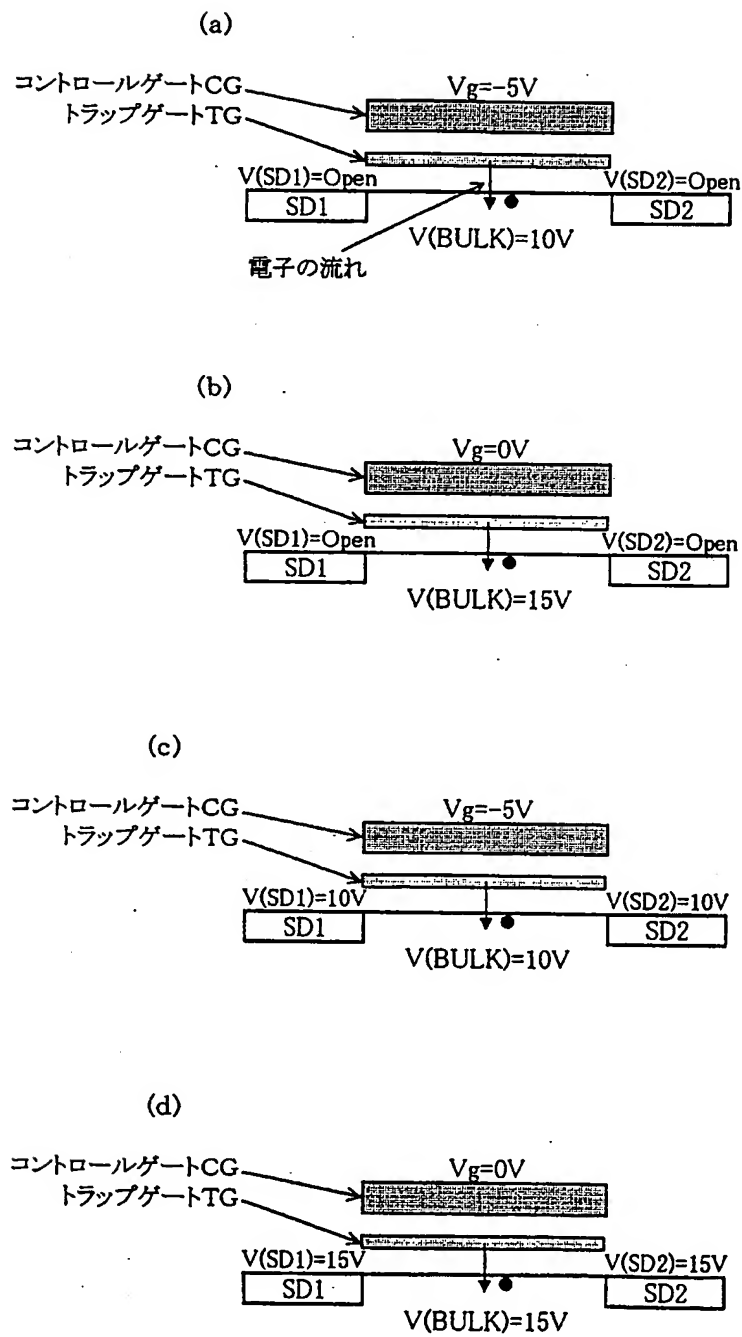 (a)
コントロールゲートCG
Vg=-5V
トラップゲートTG
V(SD1)=Open
V(SD2)=Open
SD1
SD2
V(BULK)=10V
電子の流れ
(b)
コントロールゲートCG
Vg=0V
トラップゲートTG
V(SD1)=Open
V(SD2)=Open
SD1
SD2
V(BULK)=15V
(c)
コントロールゲートCG
Vg=-5V
トラップゲートTG
V(SD1)=10V
V(SD2)=10V
SD1
SD2
V(BULK)=10V
(d)
コントロールゲートCG
Vg=0V
トラップゲートTG
V(SD1)=15V
V(SD2)=15V
SD1
SD2
V(BULK)=15V